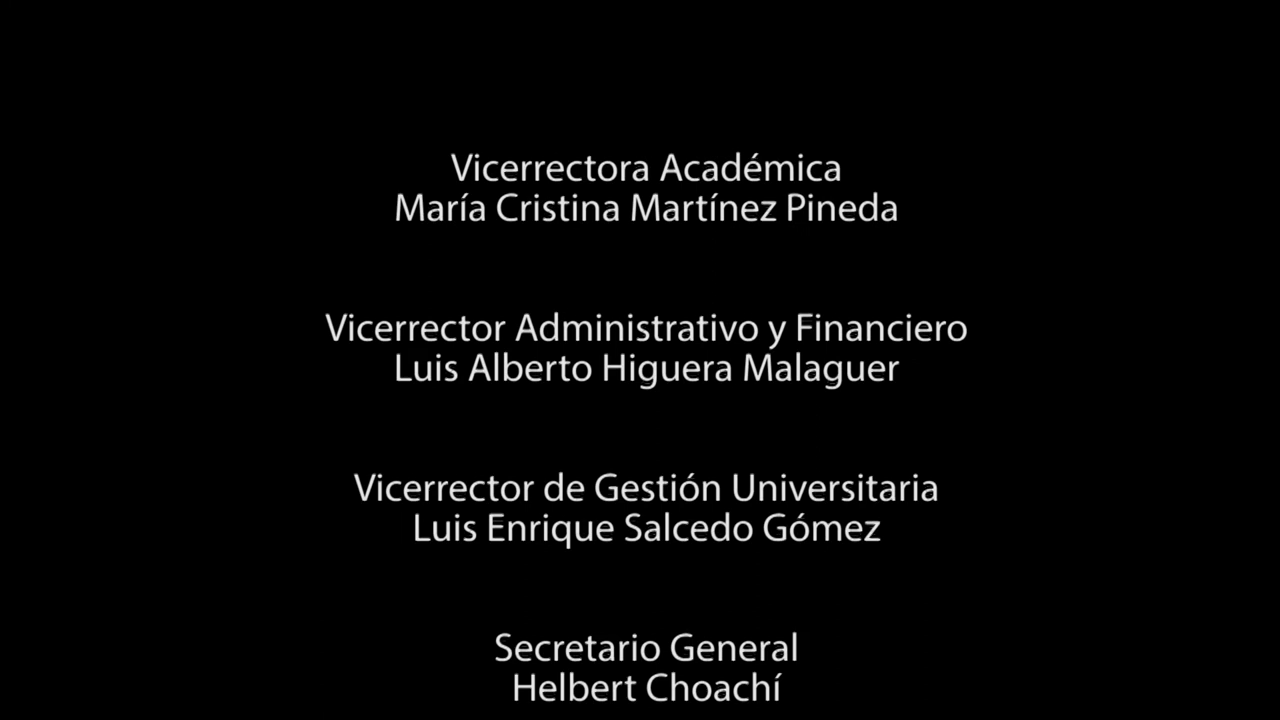 Vicerrectora Académica
María Cristina Martínez Pineda
Vicerrector Administrativo y Financiero
Luis Alberto Higuera Malaguer
Vicerrector de Gestión Universitaria
Luis Enrique Salcedo Gómez
Secretario General
Helbert Choachí